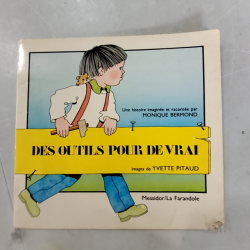 Une histoire imaginée et racontée par
MONIQUE BERMOND
DES OUTILS POUR DE VRAI
images de YVETTE PITAUD
Messidor/La Farandole